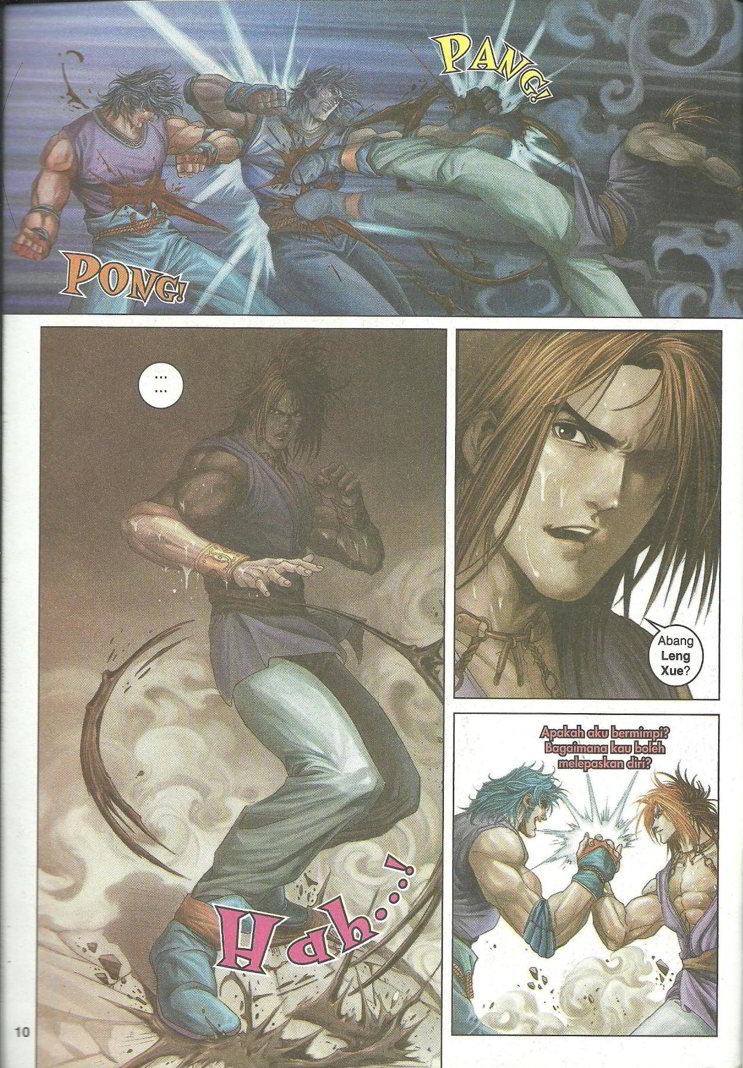 PANG!
PONG!
...
...
Abang
Leng
Xue?
Apakah aku bermimpi?
Bagaimana kau boleh
melepaskan diri?
Hah...!
10